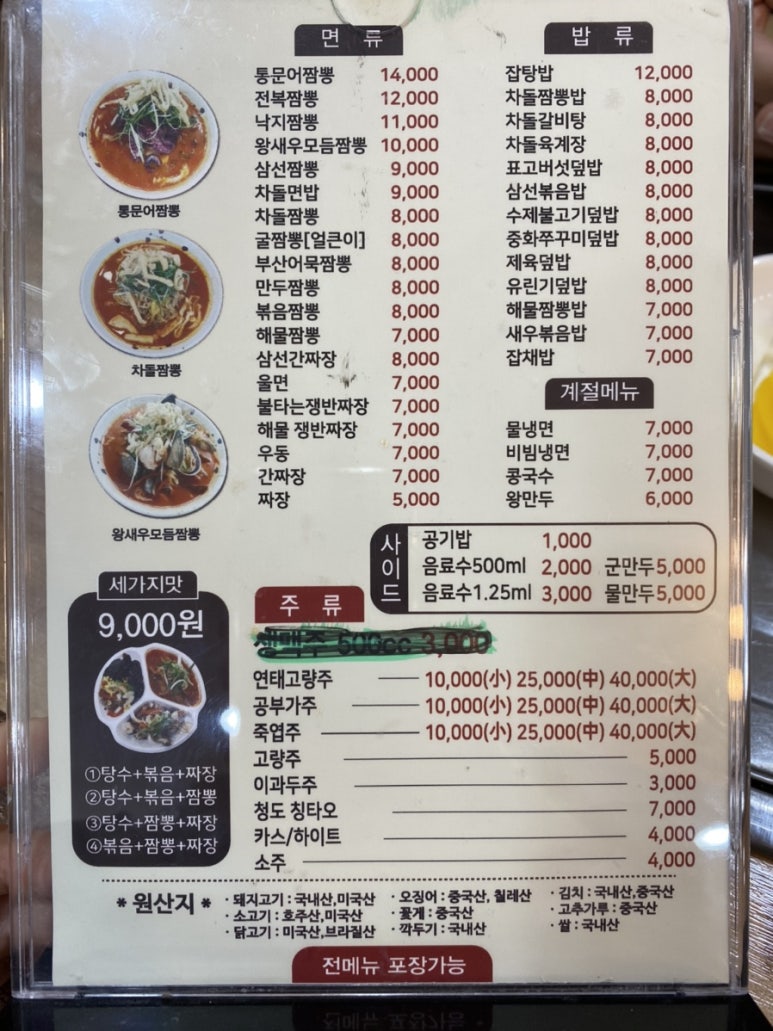 면 류
통문어짬뽕 14,000
전복짬뽕 12,000
낙지짬뽕 11,000
왕새우모듬짬뽕 10,000
삼선짬뽕 9,000
차돌면밥 9,000
차돌짬뽕 8,000
굴짬뽕[얼큰이] 8,000
부산어묵짬뽕 8,000
만두짬뽕 8,000
볶음짬뽕 8,000
해물짬뽕 7,000
삼선간짜장 8,000
울면 7,000
불타는쟁반짜장 7,000
해물 쟁반짜장 7,000
우동 7,000
간짜장 7,000
짜장 5,000
밥 류
잡탕밥 12,000
차돌짬뽕밥 8,000
차돌갈비탕 8,000
차돌육계장 8,000
표고버섯덮밥 8,000
삼선볶음밥 8,000
수제불고기덮밥 8,000
중화쭈꾸미덮밥 8,000
제육덮밥 8,000
유린기덮밥 8,000
해물짬뽕밥 7,000
새우볶음밥 7,000
잡채밥 7,000
계절메뉴
물냉면 7,000
비빔냉면 7,000
콩국수 7,000
왕만두 6,000
통문어짬뽕
차돌짬뽕
왕새우모듬짬뽕
사이드
공기밥 1,000
음료수500ml 2,000 군만두5,000
음료수1.25ml 3,000 물만두5,000
세가지맛
9,000원
①탕수+볶음+짜장
②탕수+볶음+짬뽕
③탕수+짬뽕+짜장
④볶음+짬뽕+짜장
주 류
생맥주 500cc 3,000
연태고량주 10,000(小) 25,000(中) 40,000(大)
공부가주 10,000(小) 25,000(中) 40,000(大)
죽엽주 10,000(小) 25,000(中) 40,000(大)
고량주 5,000
이과두주 3,000
청도 칭타오 7,000
카스/하이트 4,000
소주 4,000
* 원산지 *
· 돼지고기 : 국내산,미국산
· 소고기 : 호주산,미국산
· 닭고기 : 미국산,브라질산
· 오징어 : 중국산, 칠레산
· 꽃게 : 중국산
· 깍두기 : 국내산
· 김치 : 국내산,중국산
· 고추가루 : 중국산
· 쌀 : 국내산
전메뉴 포장가능